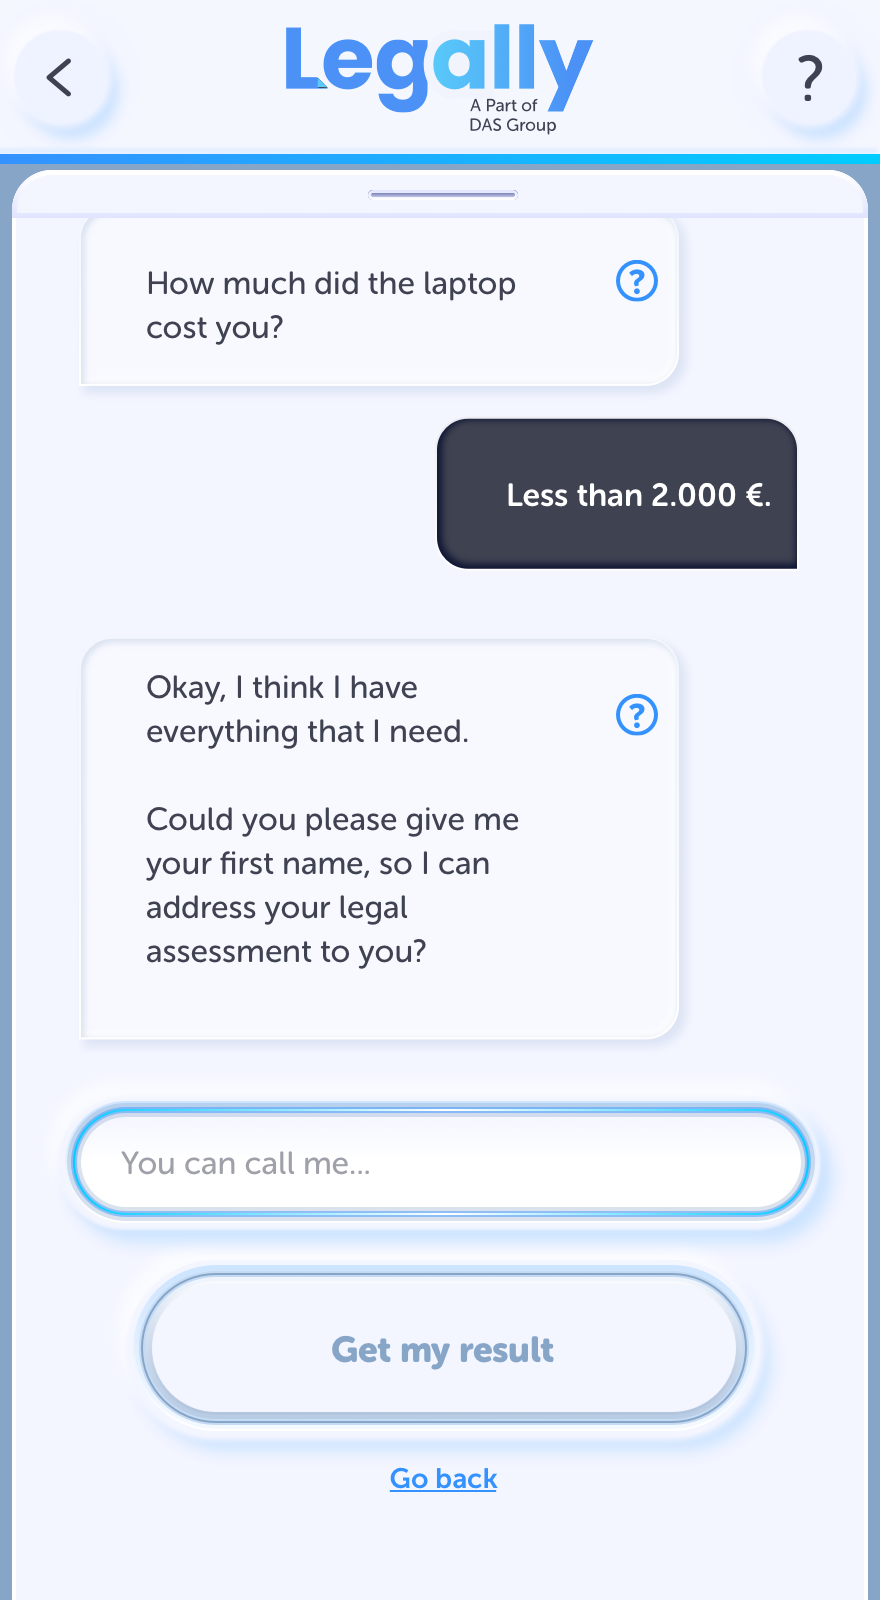 Legally
A Part of
DAS Group
?
How much did the laptop
cost you?
?
Less than 2.000 €.
Okay, I think I have
everything that I need.
?
Could you please give me
your first name, so I can
address your legal
assessment to you?
You can call me...
Get my result
Go back